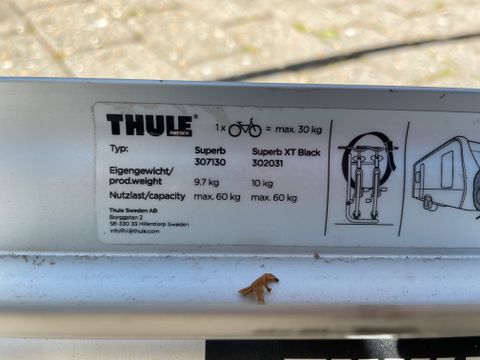 THULE SWEDEN 1 x = max. 30 kg
Typ: Superb Superb XT Black
307130 302031
Eigengewicht/
prod.weight 9.7 kg 10 kg
Nutzlast/capacity max. 60 kg max. 60 kg
Thule Sweden AB
Borggatan 2
SE-330 33 Hillerstorp Sweden
infoRV@thule.com